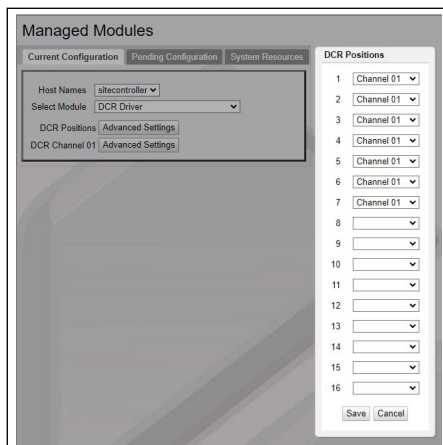 Managed Modules
Current Configuration
Pending Configuration
System Resources
Host Names sitecontroller
Select Module DCR Driver
DCR Positions Advanced Settings
DCR Channel 01 Advanced Settings
DCR Positions
1 Channel 01
2 Channel 01
3 Channel 01
4 Channel 01
5 Channel 01
6 Channel 01
7 Channel 01
8
9
10
11
12
13
14
15
16
Save Cancel